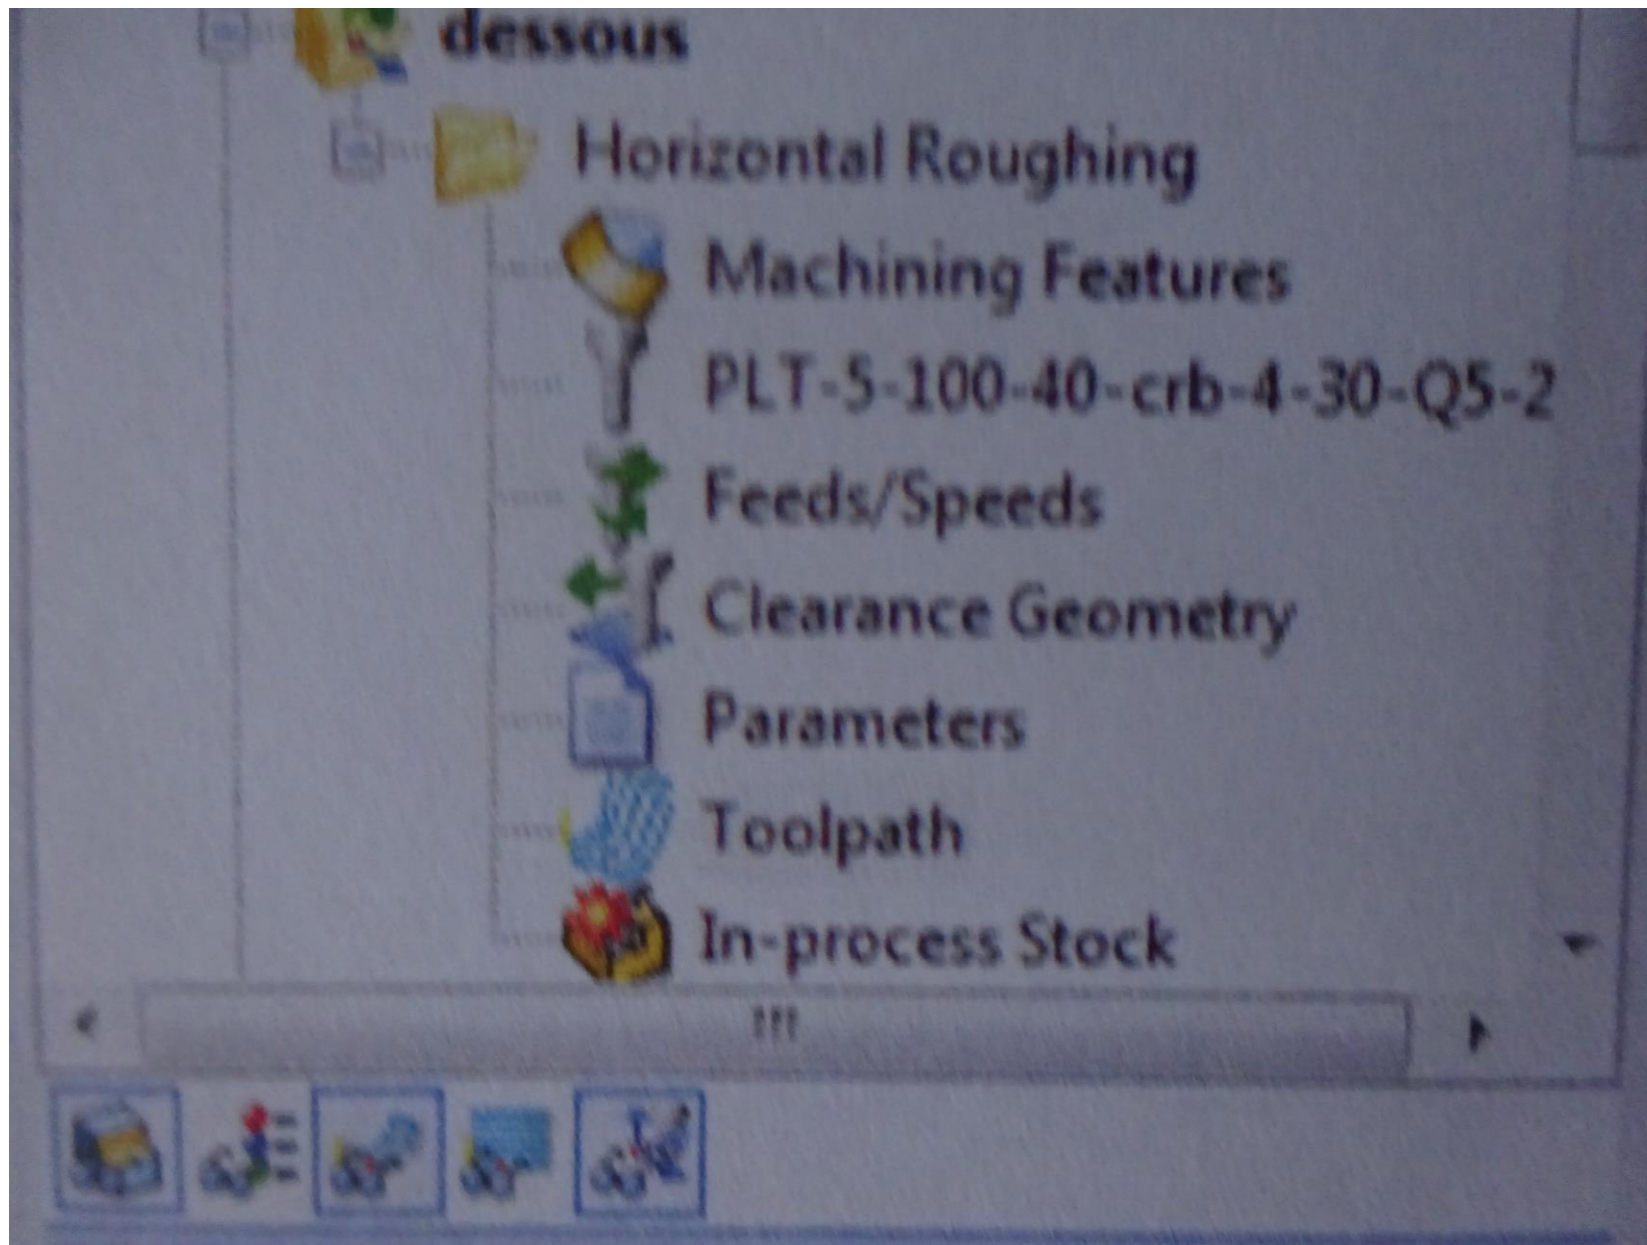 dessous
Horizontal Roughing
Machining Features
PLT-5-100-40-crb-4-30-Q5-2
Feeds/Speeds
Clearance Geometry
Parameters
Toolpath
In-process Stock